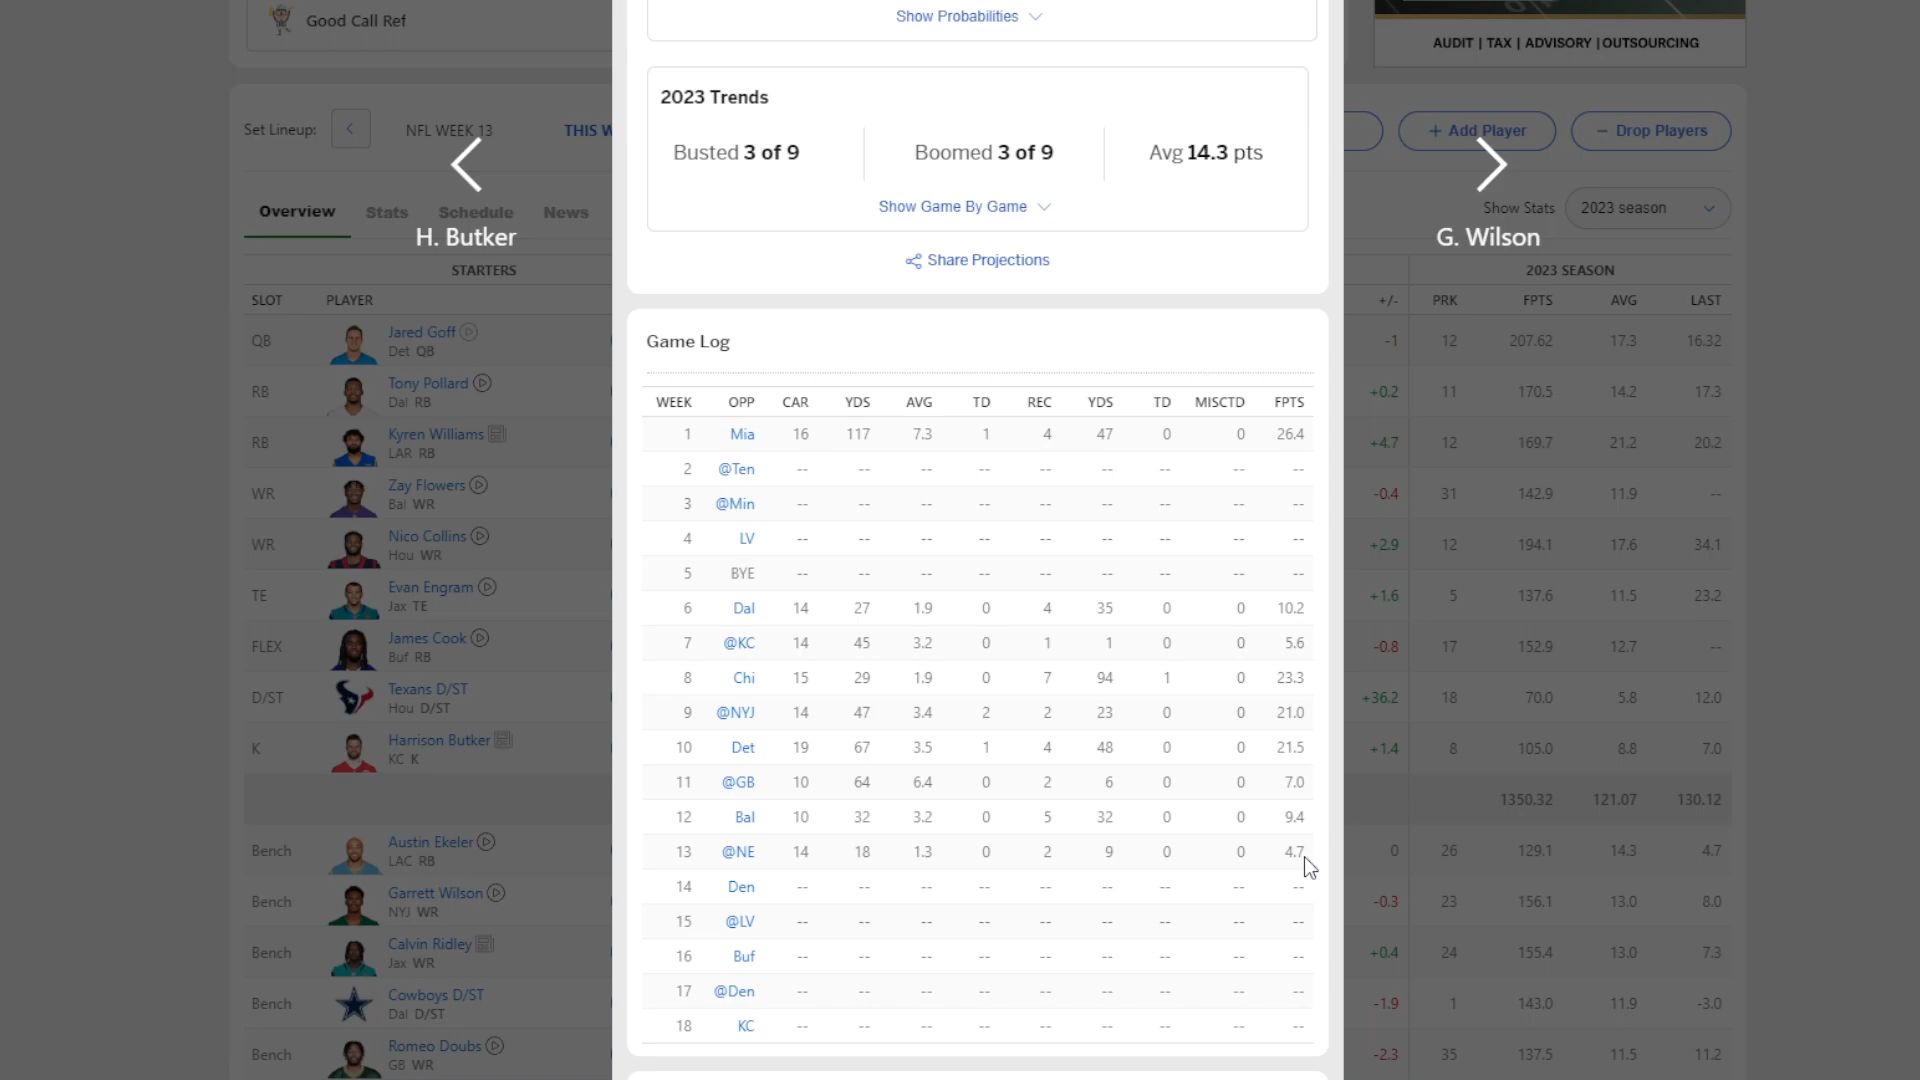 Good Call Ref
AUDIT | TAX | ADVISORY | OUTSOURCING
Set Lineup:
NFL WEEK 13
THIS W
+ Add Player
− Drop Players
Overview
Stats
Schedule
News
Show Stats
2023 season
H. Butker
G. Wilson
Show Probabilities
2023 Trends
Busted 3 of 9
Boomed 3 of 9
Avg 14.3 pts
Show Game By Game
Share Projections
Game Log
WEEK OPP CAR YDS AVG TD REC YDS TD MISCTD FPTS
1 Mia 16 117 7.3 1 4 47 0 0 26.4
2 @Ten -- -- -- -- -- -- -- -- --
3 @Min -- -- -- -- -- -- -- -- --
4 LV -- -- -- -- -- -- -- -- --
5 BYE -- -- -- -- -- -- -- -- --
6 Dal 14 27 1.9 0 4 35 0 0 10.2
7 @KC 14 45 3.2 0 1 1 0 0 5.6
8 Chi 15 29 1.9 0 7 94 1 0 23.3
9 @NYJ 14 47 3.4 2 2 23 0 0 21.0
10 Det 19 67 3.5 1 4 48 0 0 21.5
11 @GB 10 64 6.4 0 2 6 0 0 7.0
12 Bal 10 32 3.2 0 5 32 0 0 9.4
13 @NE 14 18 1.3 0 2 9 0 0 4.7
14 Den -- -- -- -- -- -- -- -- --
15 @LV -- -- -- -- -- -- -- -- --
16 Buf -- -- -- -- -- -- -- -- --
17 @Den -- -- -- -- -- -- -- -- --
18 KC -- -- -- -- -- -- -- -- --
STARTERS
SLOT PLAYER
QB Jared Goff
Det QB
RB Tony Pollard
Dal RB
RB Kyren Williams
LAR RB
WR Zay Flowers
Bal WR
WR Nico Collins
Hou WR
TE Evan Engram
Jax TE
FLEX James Cook
Buf RB
D/ST Texans D/ST
Hou D/ST
K Harrison Butker
KC K
Bench Austin Ekeler
LAC RB
Bench Garrett Wilson
NYJ WR
Bench Calvin Ridley
Jax WR
Bench Cowboys D/ST
Dal D/ST
Bench Romeo Doubs
GB WR
2023 SEASON
+/- PRK FPTS AVG LAST
-1 12 207.62 17.3 16.32
+0.2 11 170.5 14.2 17.3
+4.7 12 169.7 21.2 20.2
-0.4 31 142.9 11.9 --
+2.9 12 194.1 17.6 34.1
+1.6 5 137.6 11.5 23.2
-0.8 17 152.9 12.7 --
+36.2 18 70.0 5.8 12.0
+1.4 8 105.0 8.8 7.0
1350.32 121.07 130.12
0 26 129.1 14.3 4.7
-0.3 23 156.1 13.0 8.0
+0.4 24 155.4 13.0 7.3
-1.9 1 143.0 11.9 -3.0
-2.3 35 137.5 11.5 11.2